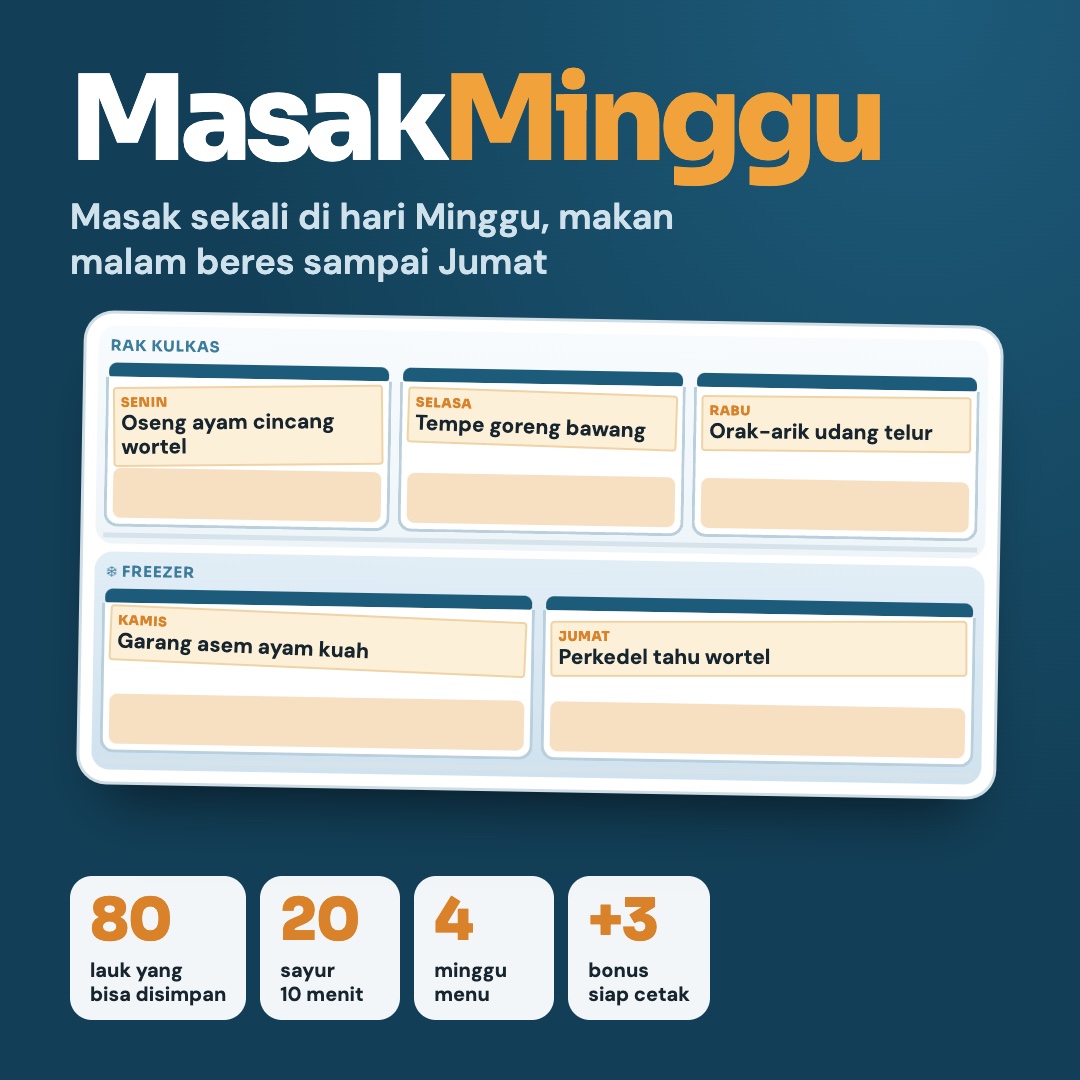 MasakMinggu
Masak sekali di hari Minggu, makan
malam beres sampai Jumat
RAK KULKAS
SENIN
Oseng ayam cincang
wortel
SELASA
Tempe goreng bawang
RABU
Orak-arik udang telur
❄ FREEZER
KAMIS
Garang asem ayam kuah
JUMAT
Perkedel tahu wortel
80
lauk yang
bisa disimpan
20
sayur
10 menit
4
minggu
menu
+3
bonus
siap cetak